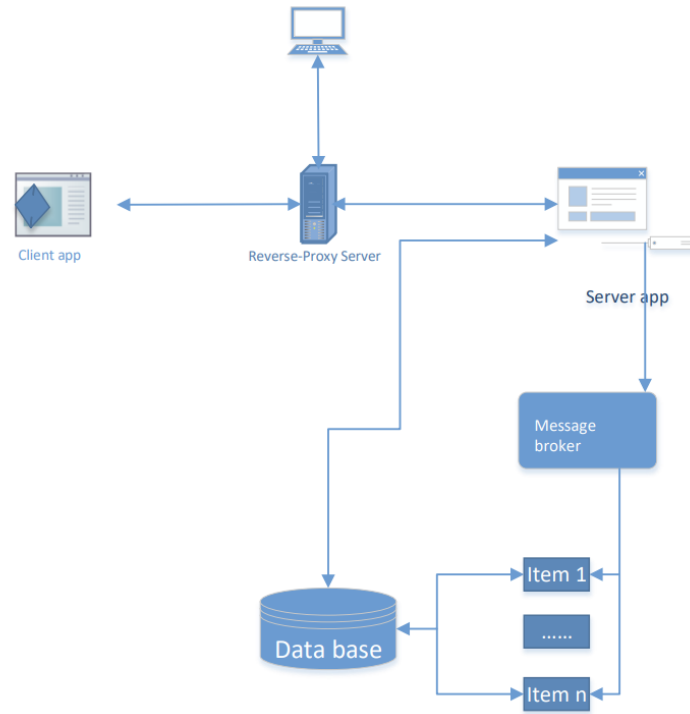 Client app
Reverse-Proxy Server
Server app
Message
broker
Item 1
......
Data base
Item n